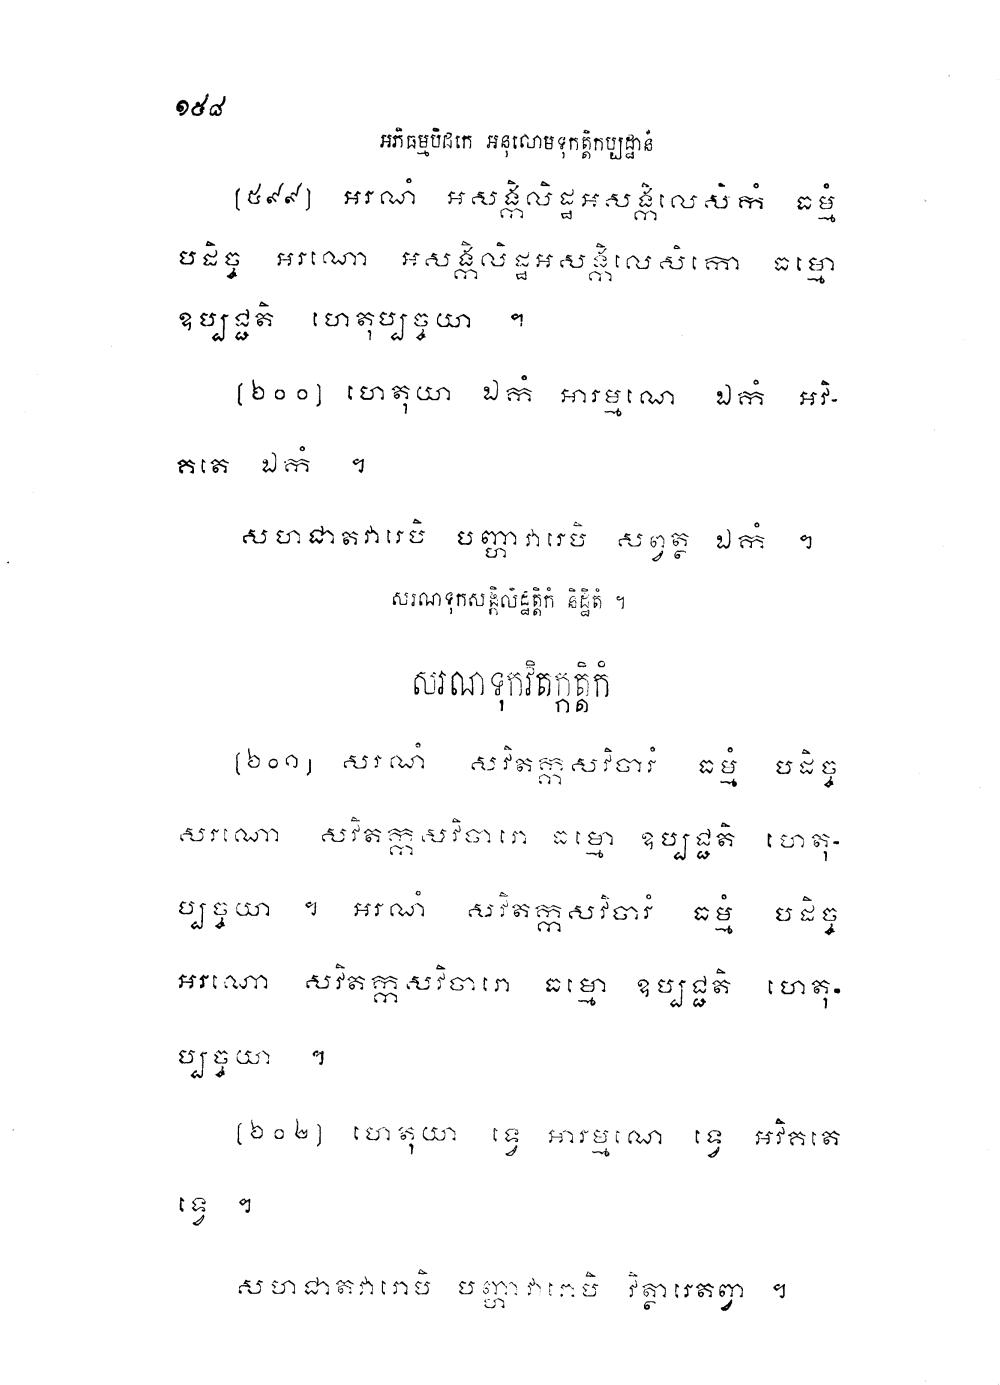 ១៥៨
អភិធម្មបិដកេ អនុលោមទុកត្តិកប្បដ្ឋានំ
(៥៩៩) អរណំ អសង្កិលិដ្ឋអសង្កិលេសិកំ ធម្មំ
បដិច្ច អរណោ អសង្កិលិដ្ឋអសង្កិលេសិកោ ធម្មោ
ឧប្បជ្ជតិ ហេតុប្បច្ចយា ។
(៦០០) ហេតុយា ឯកំ អារម្មណេ ឯកំ អវិ-
គតេ ឯកំ ។
សហជាតវារេបិ បញ្ហាវារេបិ សព្វត្ថ ឯកំ ។
សរណទុកសង្កិលិដ្ឋត្តិកំ និដ្ឋិតំ ។
សរណទុកវិតក្កត្តិកំ
(៦០១) សរណំ សវិតក្កសវិចារំ ធម្មំ បដិច្ច
សរណោ សវិតក្កសវិចារោ ធម្មោ ឧប្បជ្ជតិ ហេតុ-
ប្បច្ចយា ។ អរណំ សវិតក្កសវិចារំ ធម្មំ បដិច្ច
អរណោ សវិតក្កសវិចារោ ធម្មោ ឧប្បជ្ជតិ ហេតុ-
ប្បច្ចយា ។
(៦០២) ហេតុយា ទ្វេ អារម្មណេ ទ្វេ អវិគតេ
ទ្វេ ។
សហជាតវារោបិ បញ្ហាវារោបិ វិត្ថារេតព្វា ។